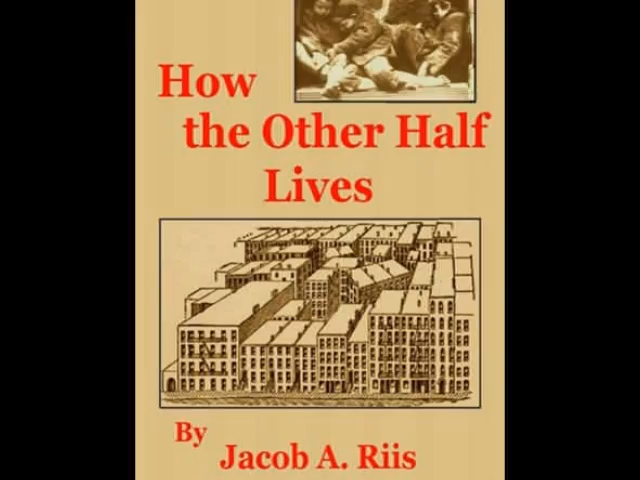 How
the Other Half
Lives
By
Jacob A. Riis